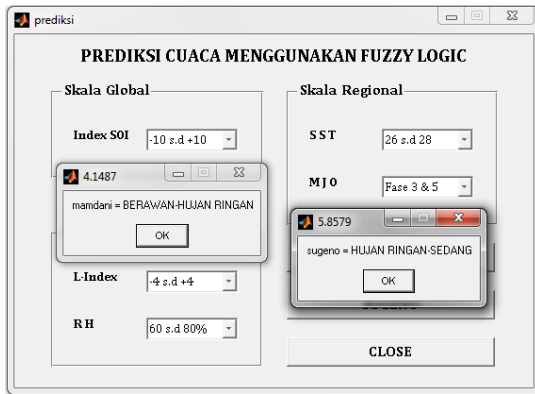 prediksi
PREDIKSI CUACA MENGGUNAKAN FUZZY LOGIC
Skala Global
Index SOI
-10 s.d +10
Skala Regional
SST
26 s.d 28
MJO
Fase 3 & 5
4.1487
mamdani = BERAWAN-HUJAN RINGAN
OK
5.8579
sugeno = HUJAN RINGAN-SEDANG
OK
L-Index
-4 s.d +4
RH
60 s.d 80%
CLOSE